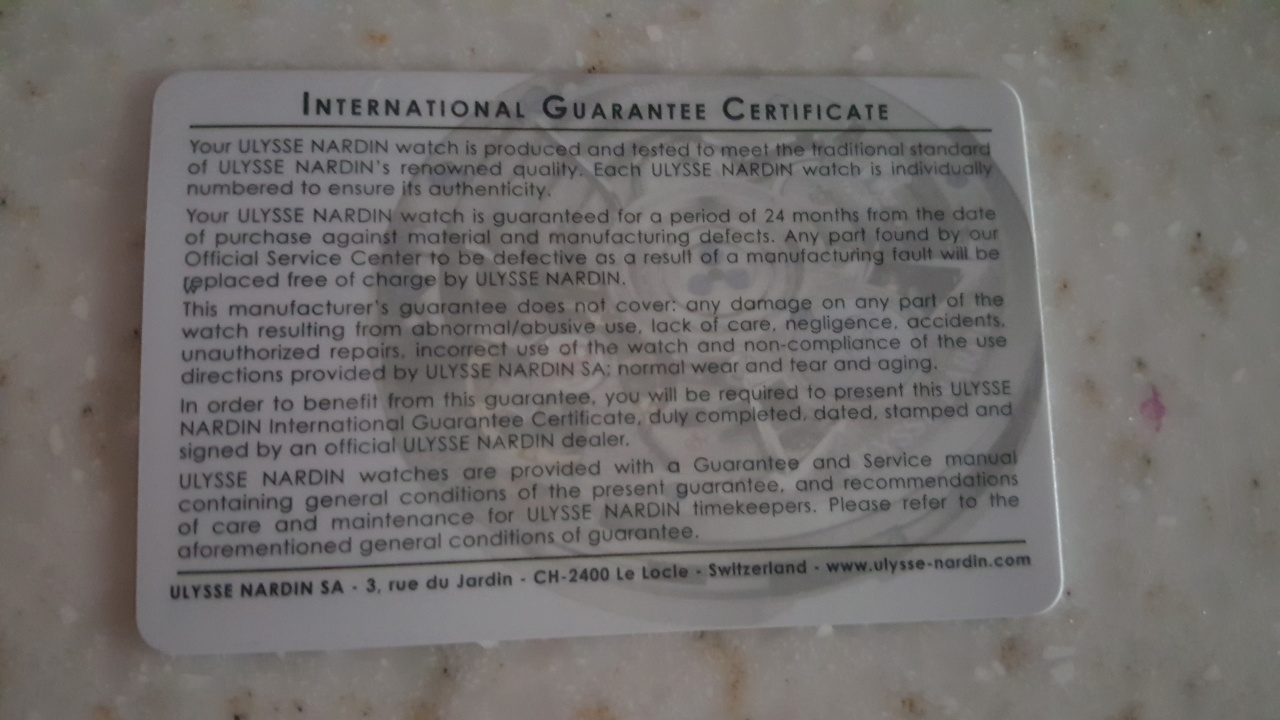 INTERNATIONAL GUARANTEE CERTIFICATE
Your ULYSSE NARDIN watch is produced and tested to meet the traditional standard
of ULYSSE NARDIN's renowned quality. Each ULYSSE NARDIN watch is individually
numbered to ensure its authenticity.
Your ULYSSE NARDIN watch is guaranteed for a period of 24 months from the date
of purchase against material and manufacturing defects. Any part found by our
Official Service Center to be defective as a result of a manufacturing fault will be
replaced free of charge by ULYSSE NARDIN.
This manufacturer's guarantee does not cover: any damage on any part of the
watch resulting from abnormal/abusive use, lack of care, negligence, accidents,
unauthorized repairs, incorrect use of the watch and non-compliance of the use
directions provided by ULYSSE NARDIN SA; normal wear and tear and aging.
In order to benefit from this guarantee, you will be required to present this ULYSSE
NARDIN International Guarantee Certificate, duly completed, dated, stamped and
signed by an official ULYSSE NARDIN dealer.
ULYSSE NARDIN watches are provided with a Guarantee and Service manual
containing general conditions of the present guarantee, and recommendations
of care and maintenance for ULYSSE NARDIN timekeepers. Please refer to the
aforementioned general conditions of guarantee.
ULYSSE NARDIN SA - 3, rue du Jardin - CH-2400 Le Locle - Switzerland - www.ulysse-nardin.com